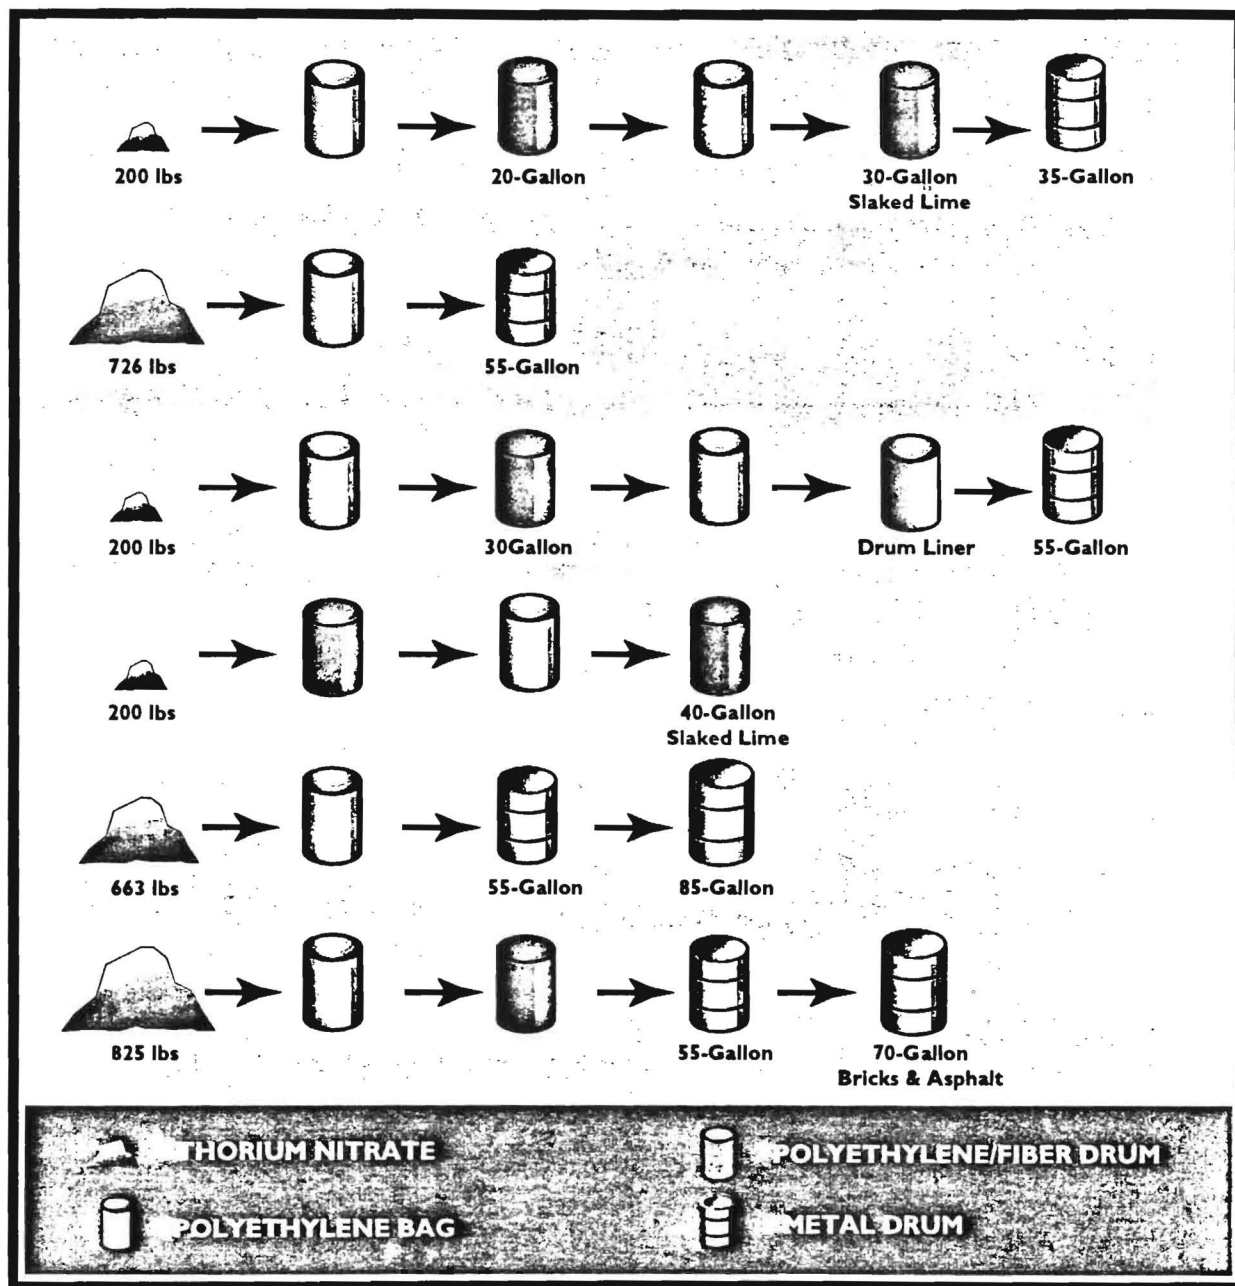 200 lbs
20-Gallon
30-Gallon
Slaked Lime
35-Gallon
726 lbs
55-Gallon
200 lbs
30Gallon
Drum Liner
55-Gallon
200 lbs
40-Gallon
Slaked Lime
663 lbs
55-Gallon
85-Gallon
825 lbs
55-Gallon
70-Gallon
Bricks & Asphalt
THORIUM NITRATE
POLYETHYLENE/FIBER DRUM
POLYETHYLENE BAG
METAL DRUM